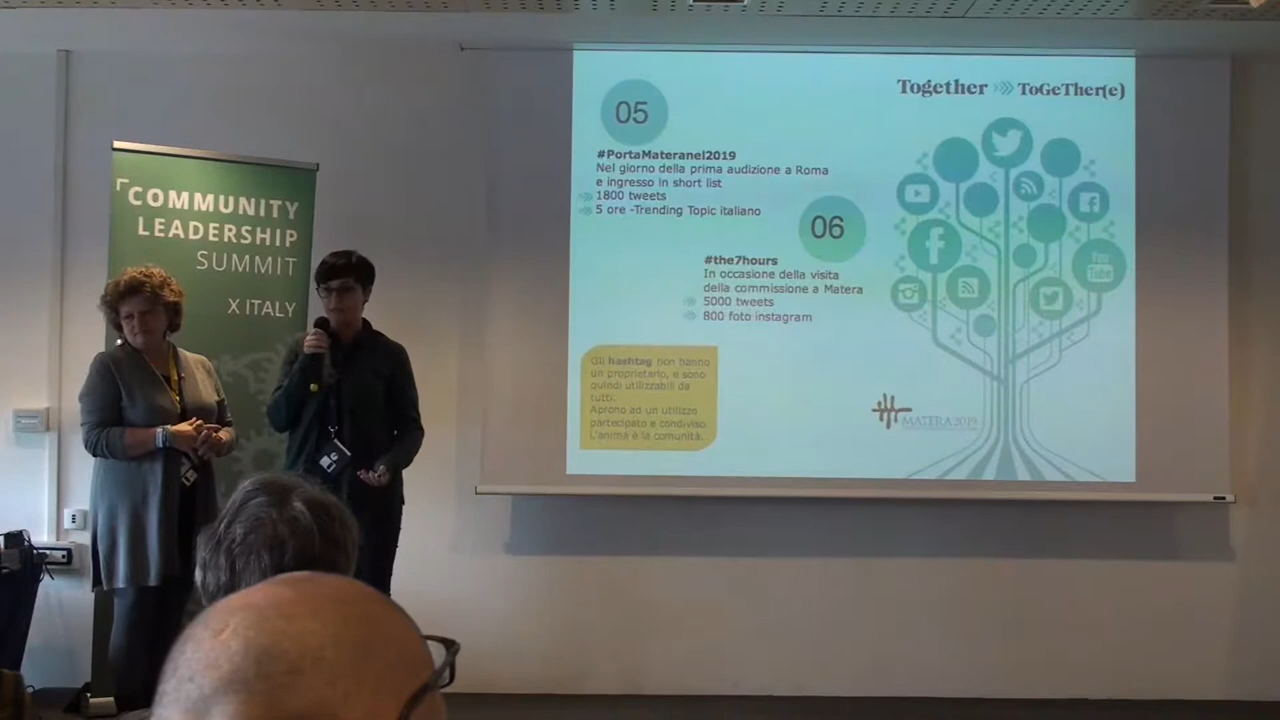 「COMMUNITY
LEADERSHIP
SUMMIT
X ITALY
Together »» ToGeTher(e)
05
#PortaMateranel2019
Nel giorno della prima audizione a Roma
e ingresso in short list
1800 tweets
5 ore -Trending Topic italiano
06
#the7hours
In occasione della visita
della commissione a Matera
5000 tweets
800 foto instagram
Gli hashtag non hanno
un proprietario, e sono
quindi utilizzabili da
tutti.
Aprono ad un utilizzo
partecipato e condiviso
L'anima è la comunità.
You
Tube
MATERA 2019